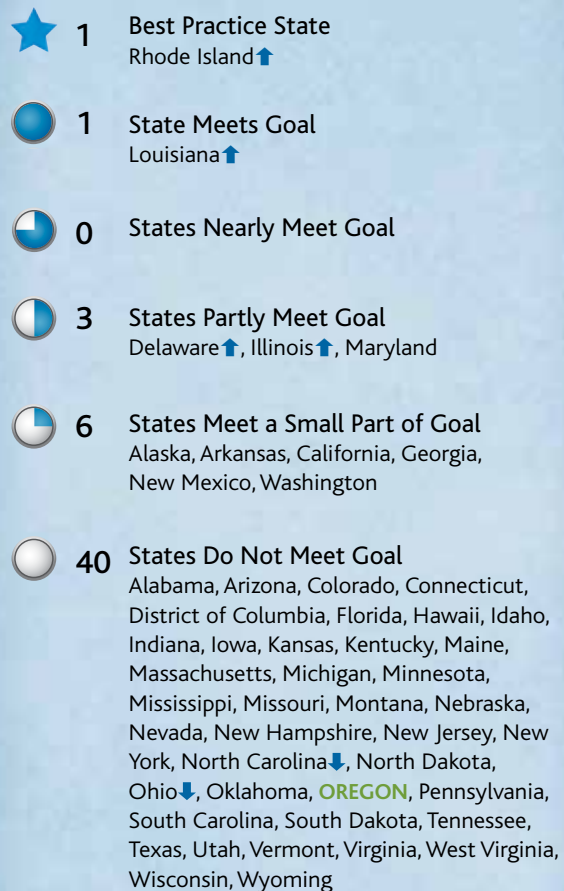 1 Best Practice State
Rhode Island⬆
1 State Meets Goal
Louisiana⬆
0 States Nearly Meet Goal
3 States Partly Meet Goal
Delaware⬆, Illinois⬆, Maryland
6 States Meet a Small Part of Goal
Alaska, Arkansas, California, Georgia,
New Mexico, Washington
40 States Do Not Meet Goal
Alabama, Arizona, Colorado, Connecticut,
District of Columbia, Florida, Hawaii, Idaho,
Indiana, Iowa, Kansas, Kentucky, Maine,
Massachusetts, Michigan, Minnesota,
Mississippi, Missouri, Montana, Nebraska,
Nevada, New Hampshire, New Jersey, New
York, North Carolina⬇, North Dakota,
Ohio⬇, Oklahoma, OREGON, Pennsylvania,
South Carolina, South Dakota, Tennessee,
Texas, Utah, Vermont, Virginia, West Virginia,
Wisconsin, Wyoming